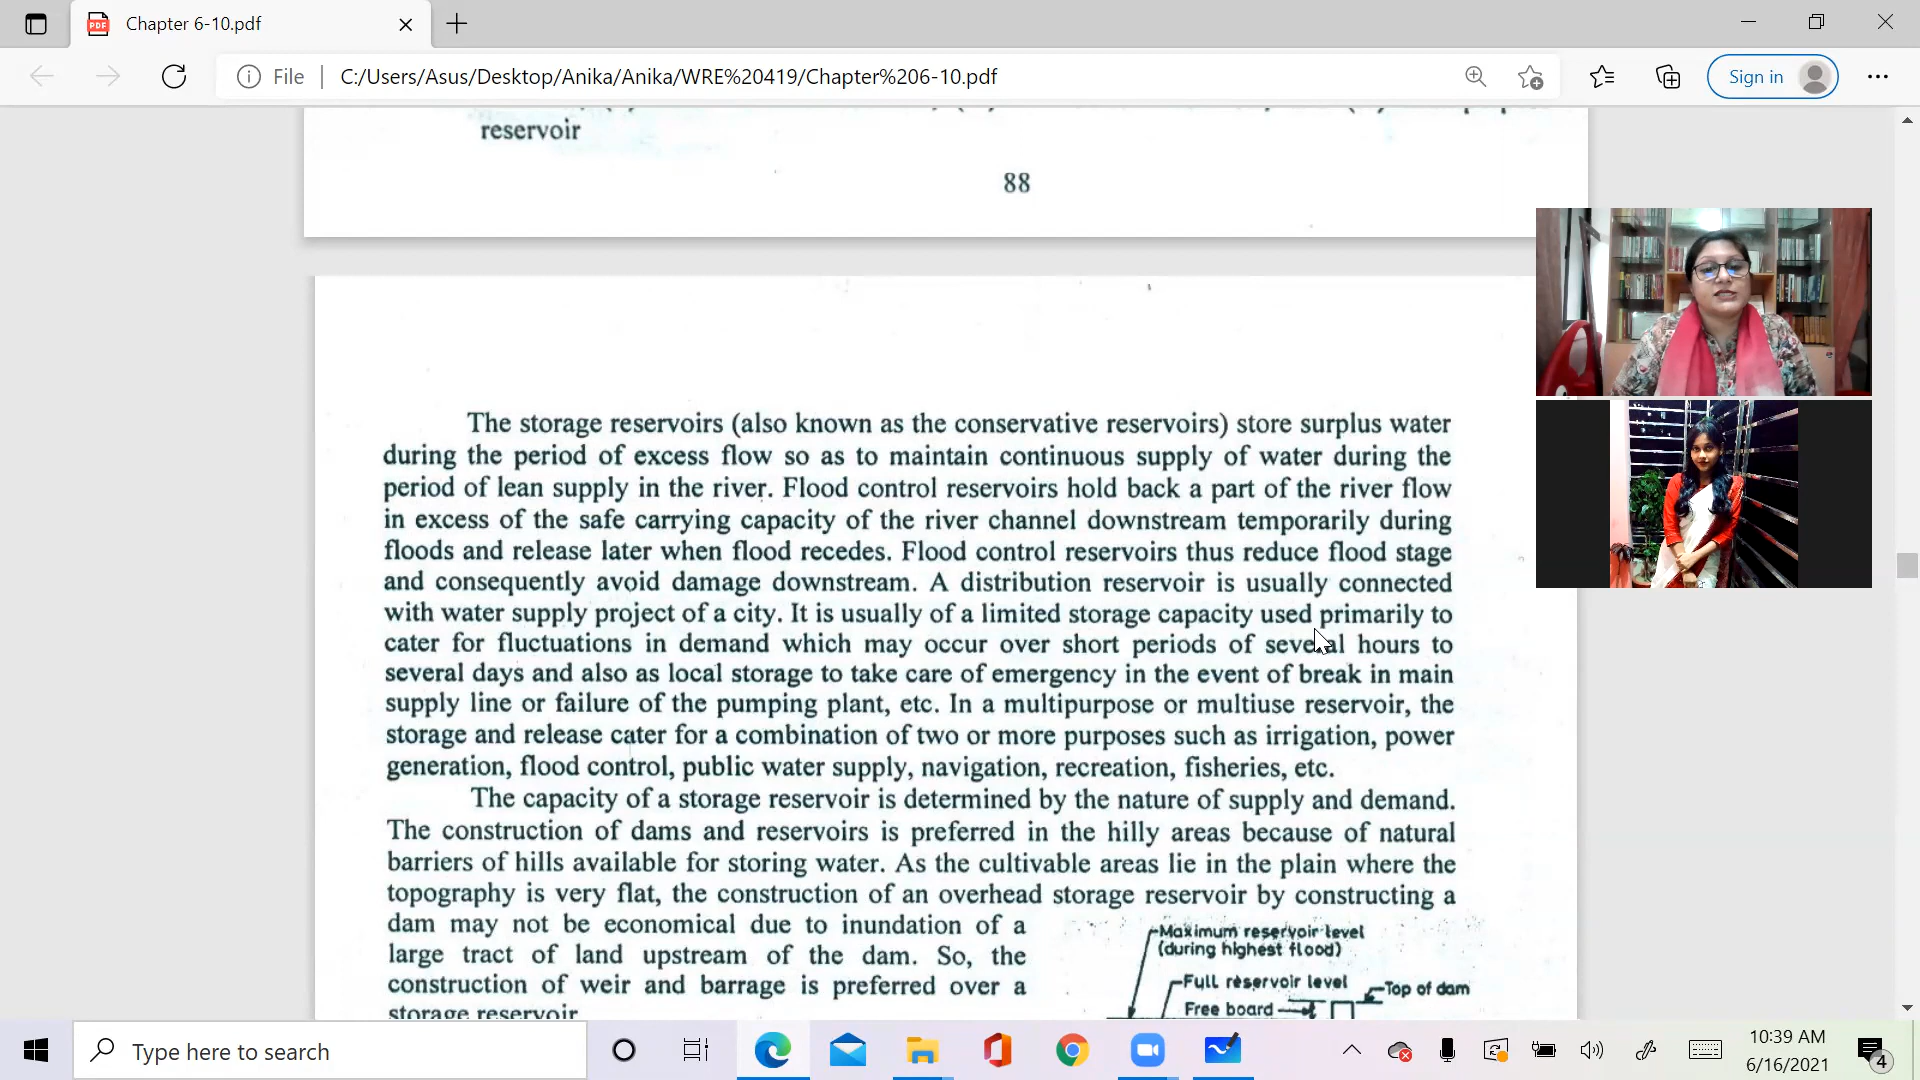 Chapter 6-10.pdf
File
C:/Users/Asus/Desktop/Anika/Anika/WRE%20419/Chapter%206-10.pdf
Sign in
reservoir
88
The storage reservoirs (also known as the conservative reservoirs) store surplus water
during the period of excess flow so as to maintain continuous supply of water during the
period of lean supply in the river. Flood control reservoirs hold back a part of the river flow
in excess of the safe carrying capacity of the river channel downstream temporarily during
floods and release later when flood recedes. Flood control reservoirs thus reduce flood stage
and consequently avoid damage downstream. A distribution reservoir is usually connected
with water supply project of a city. It is usually of a limited storage capacity used primarily to
cater for fluctuations in demand which may occur over short periods of several hours to
several days and also as local storage to take care of emergency in the event of break in main
supply line or failure of the pumping plant, etc. In a multipurpose or multiuse reservoir, the
storage and release cater for a combination of two or more purposes such as irrigation, power
generation, flood control, public water supply, navigation, recreation, fisheries, etc.
The capacity of a storage reservoir is determined by the nature of supply and demand.
The construction of dams and reservoirs is preferred in the hilly areas because of natural
barriers of hills available for storing water. As the cultivable areas lie in the plain where the
topography is very flat, the construction of an overhead storage reservoir by constructing a
dam may not be economical due to inundation of a
large tract of land upstream of the dam. So, the
construction of weir and barrage is preferred over a
storage reservoir
Maximum reservoir level
(during highest flood)
Full reservoir level
Top of dam
Free board
Type here to search
10:39 AM
6/16/2021
4